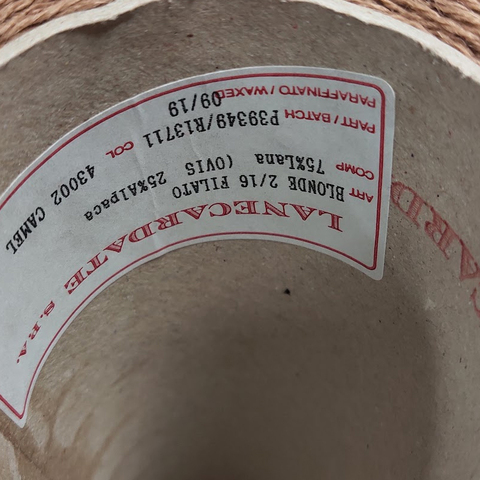 LANECARDATE S.P.A.
ART BLONDE 2/16 FILATO
COMP 75%Lana (OVIS 25%Alpaca
PART / BATCH P39349/R13711 COL 43002 CAMEL
PARAFFINATO / WAXED 09/19
CARD